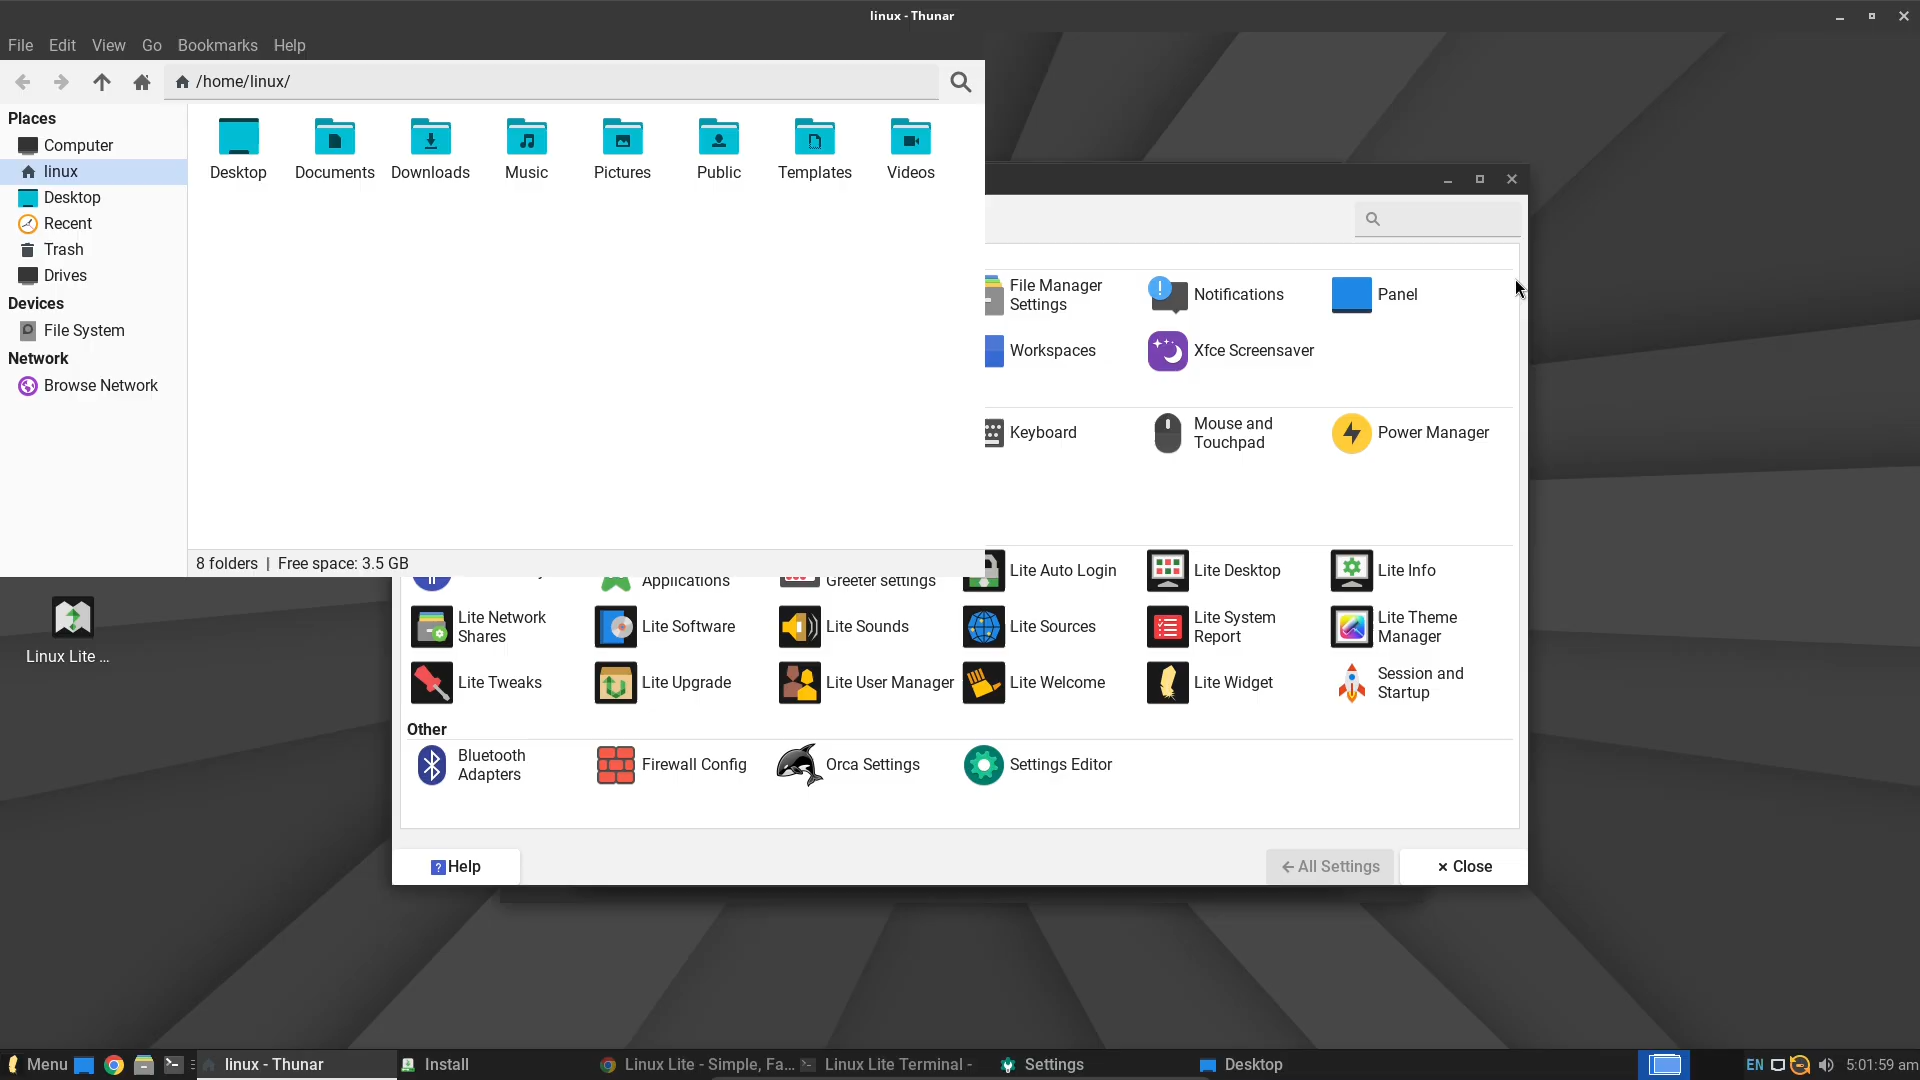 linux - Thunar
File Edit View Go Bookmarks Help
/home/linux/
Places
Computer
linux
Desktop
Recent
Trash
Drives
Devices
File System
Network
Browse Network
Desktop Documents Downloads Music Pictures Public Templates Videos
8 folders | Free space: 3.5 GB
File Manager
Settings
Notifications
Panel
Workspaces
Xfce Screensaver
Keyboard
Mouse and
Touchpad
Power Manager
Applications
Greeter settings
Lite Auto Login
Lite Desktop
Lite Info
Lite Network
Shares
Lite Software
Lite Sounds
Lite Sources
Lite System
Report
Lite Theme
Manager
Lite Tweaks
Lite Upgrade
Lite User Manager
Lite Welcome
Lite Widget
Session and
Startup
Other
Bluetooth
Adapters
Firewall Config
Orca Settings
Settings Editor
Help
All Settings
Close
Linux Lite ...
Menu
linux - Thunar
Install
Linux Lite - Simple, Fa...
Linux Lite Terminal -
Settings
Desktop
EN
5:01:59 am